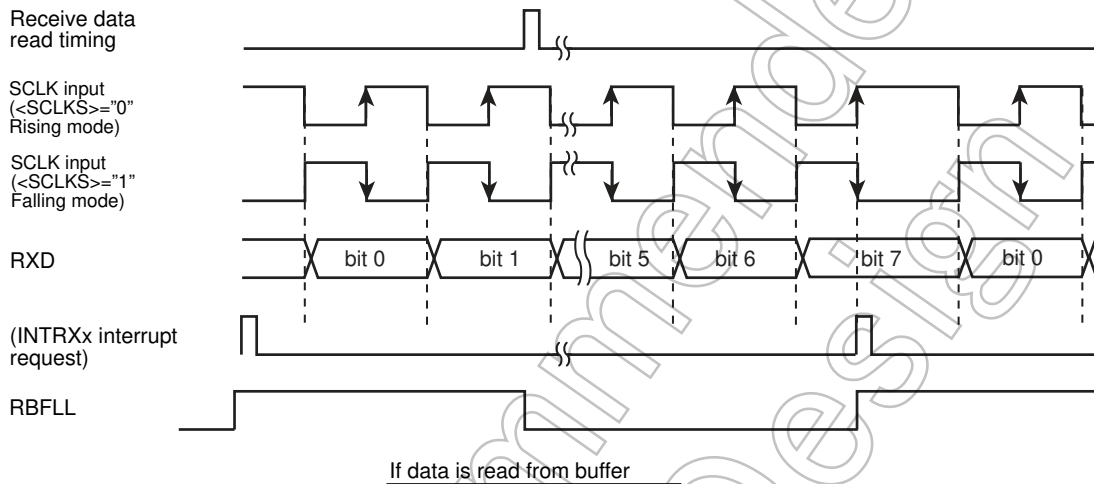 Receive data
read timing
SCLK input
(<SCLKS>="0"
Rising mode)
SCLK input
(<SCLKS>="1"
Falling mode)
RXD
bit 0
bit 1
bit 5
bit 6
bit 7
bit 0
(INTRXx interrupt
request)
RBFLL
If data is read from buffer